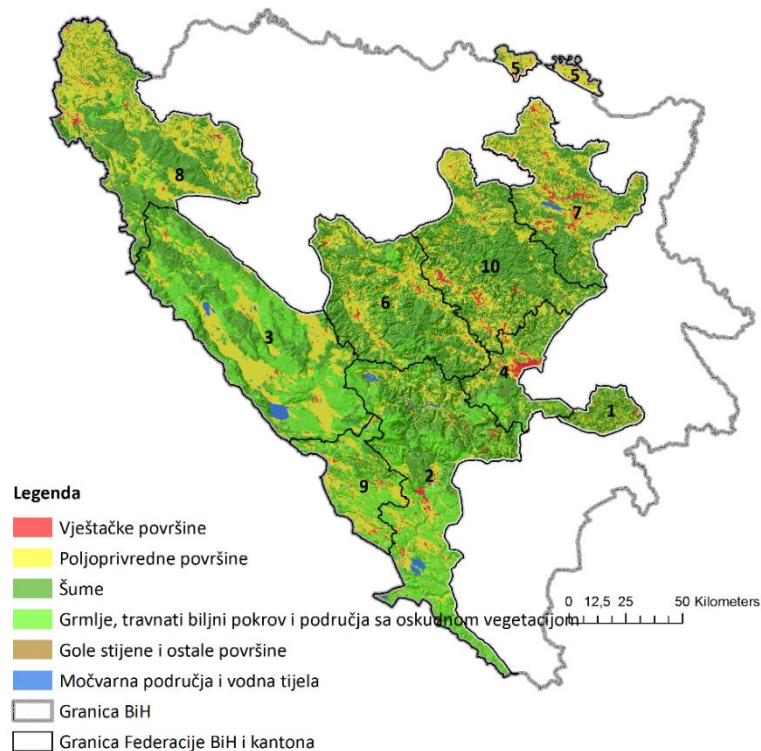 5
5
8
7
10
6
3
4
1
2
9
Legenda
Vještačke površine
Poljoprivredne površine
Šume
Grmlje, travnati biljni pokrov i područja sa oskudnom vegetacijom
Gole stijene i ostale površine
Močvarna područja i vodna tijela
Granica BiH
Granica Federacije BiH i kantona
0 12,5 25 50 Kilometers